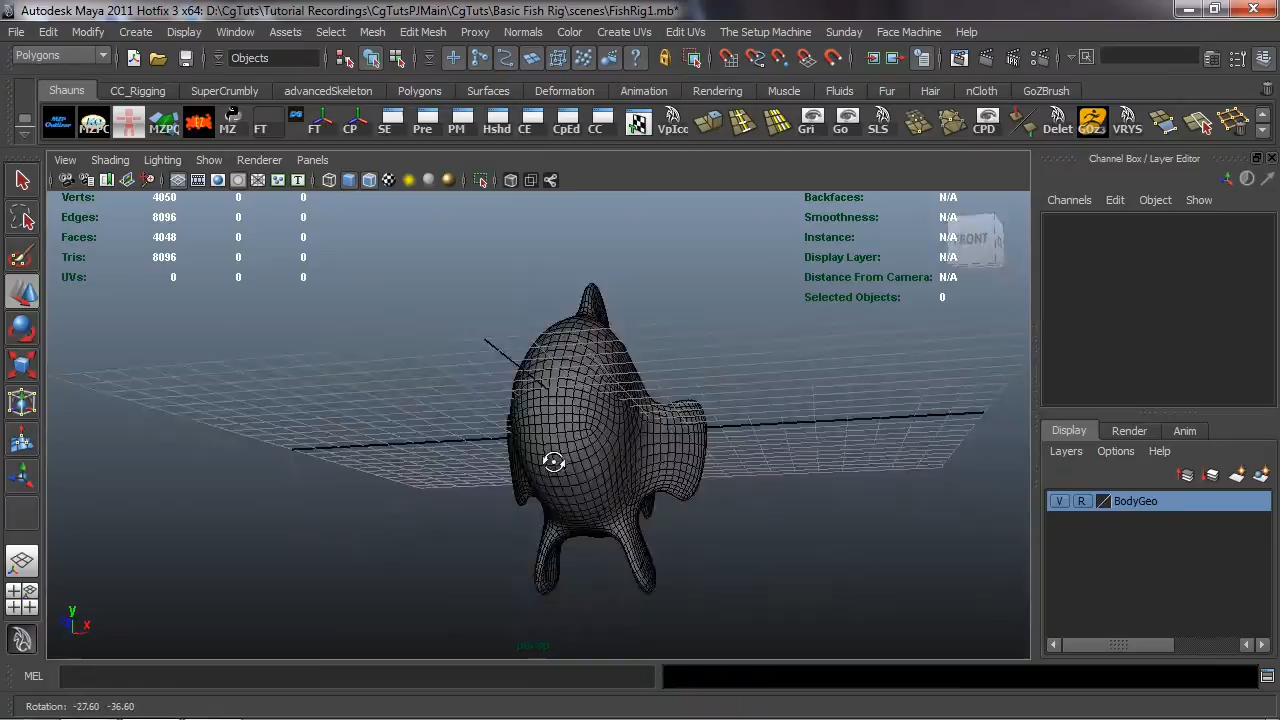 Autodesk Maya 2011 Hotfix 3 x64: D:\CgTuts\Tutorial Recordings\CgTutsPJMain\CgTuts\Basic Fish Rig\scenes\FishRig1.mb*
File Edit Modify Create Display Window Assets Select Mesh Edit Mesh Proxy Normals Color Create UVs Edit UVs The Setup Machine Sunday Face Machine Help
Polygons Objects
Shauns CC_Rigging SuperCrumbly advancedSkeleton Polygons Surfaces Deformation Animation Rendering Muscle Fluids Fur Hair nCloth GoZBrush
MZ FT FT CP SE Pre PM Hshd CE CpEd CC VpIcc Gri Go SLS CPD Delet GOz3 VRYS
View Shading Lighting Show Renderer Panels
Channel Box / Layer Editor
Channels Edit Object Show
Verts: 4050 0 0
Edges: 8096 0 0
Faces: 4048 0 0
Tris: 8096 0 0
UVs: 0 0 0
Backfaces: N/A
Smoothness: N/A
Instance: N/A
Display Layer: N/A
Distance From Camera: N/A
Selected Objects: 0
FRONT
y
x
persp
Display Render Anim
Layers Options Help
V R BodyGeo
MEL
Rotation: -27.60 -36.60